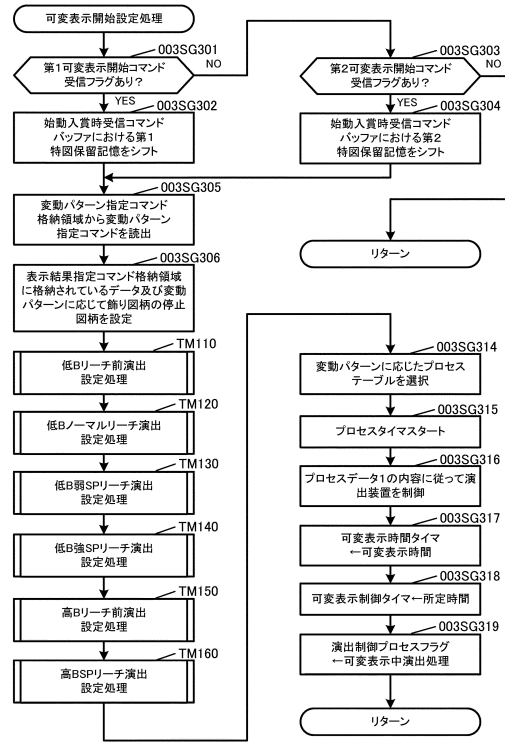 可変表示開始設定処理
003SG301
第1可変表示開始コマンド
受信フラグあり?
NO
YES
003SG302
始動入賞時受信コマンド
バッファにおける第1
特図保留記憶をシフト
003SG303
第2可変表示開始コマンド
受信フラグあり?
NO
YES
003SG304
始動入賞時受信コマンド
バッファにおける第2
特図保留記憶をシフト
003SG305
変動パターン指定コマンド
格納領域から変動パターン
指定コマンドを読出
リターン
003SG306
表示結果指定コマンド格納領域
に格納されているデータ及び変動
パターンに応じて飾り図柄の停止
図柄を設定
TM110
低Bリーチ前演出
設定処理
TM120
低Bノーマルリーチ演出
設定処理
TM130
低B弱SPリーチ演出
設定処理
TM140
低B強SPリーチ演出
設定処理
TM150
高Bリーチ前演出
設定処理
TM160
高BSPリーチ演出
設定処理
003SG314
変動パターンに応じたプロセス
テーブルを選択
003SG315
プロセスタイマスタート
003SG316
プロセスデータ1の内容に従って演
出装置を制御
003SG317
可変表示時間タイマ
←可変表示時間
003SG318
可変表示制御タイマ←所定時間
003SG319
演出制御プロセスフラグ
←可変表示中演出処理
リターン